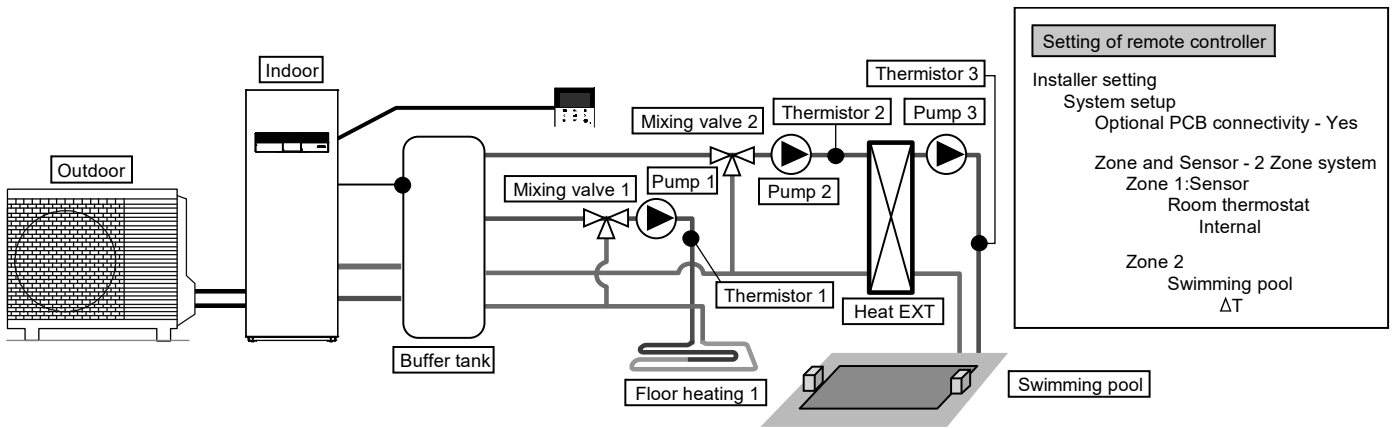 Outdoor
Indoor
Buffer tank
Mixing valve 1
Pump 1
Thermistor 1
Floor heating 1
Mixing valve 2
Pump 2
Thermistor 2
Heat EXT
Pump 3
Thermistor 3
Swimming pool
Setting of remote controller
Installer setting
System setup
Optional PCB connectivity - Yes
Zone and Sensor - 2 Zone system
Zone 1:Sensor
Room thermostat
Internal
Zone 2
Swimming pool
ΔT